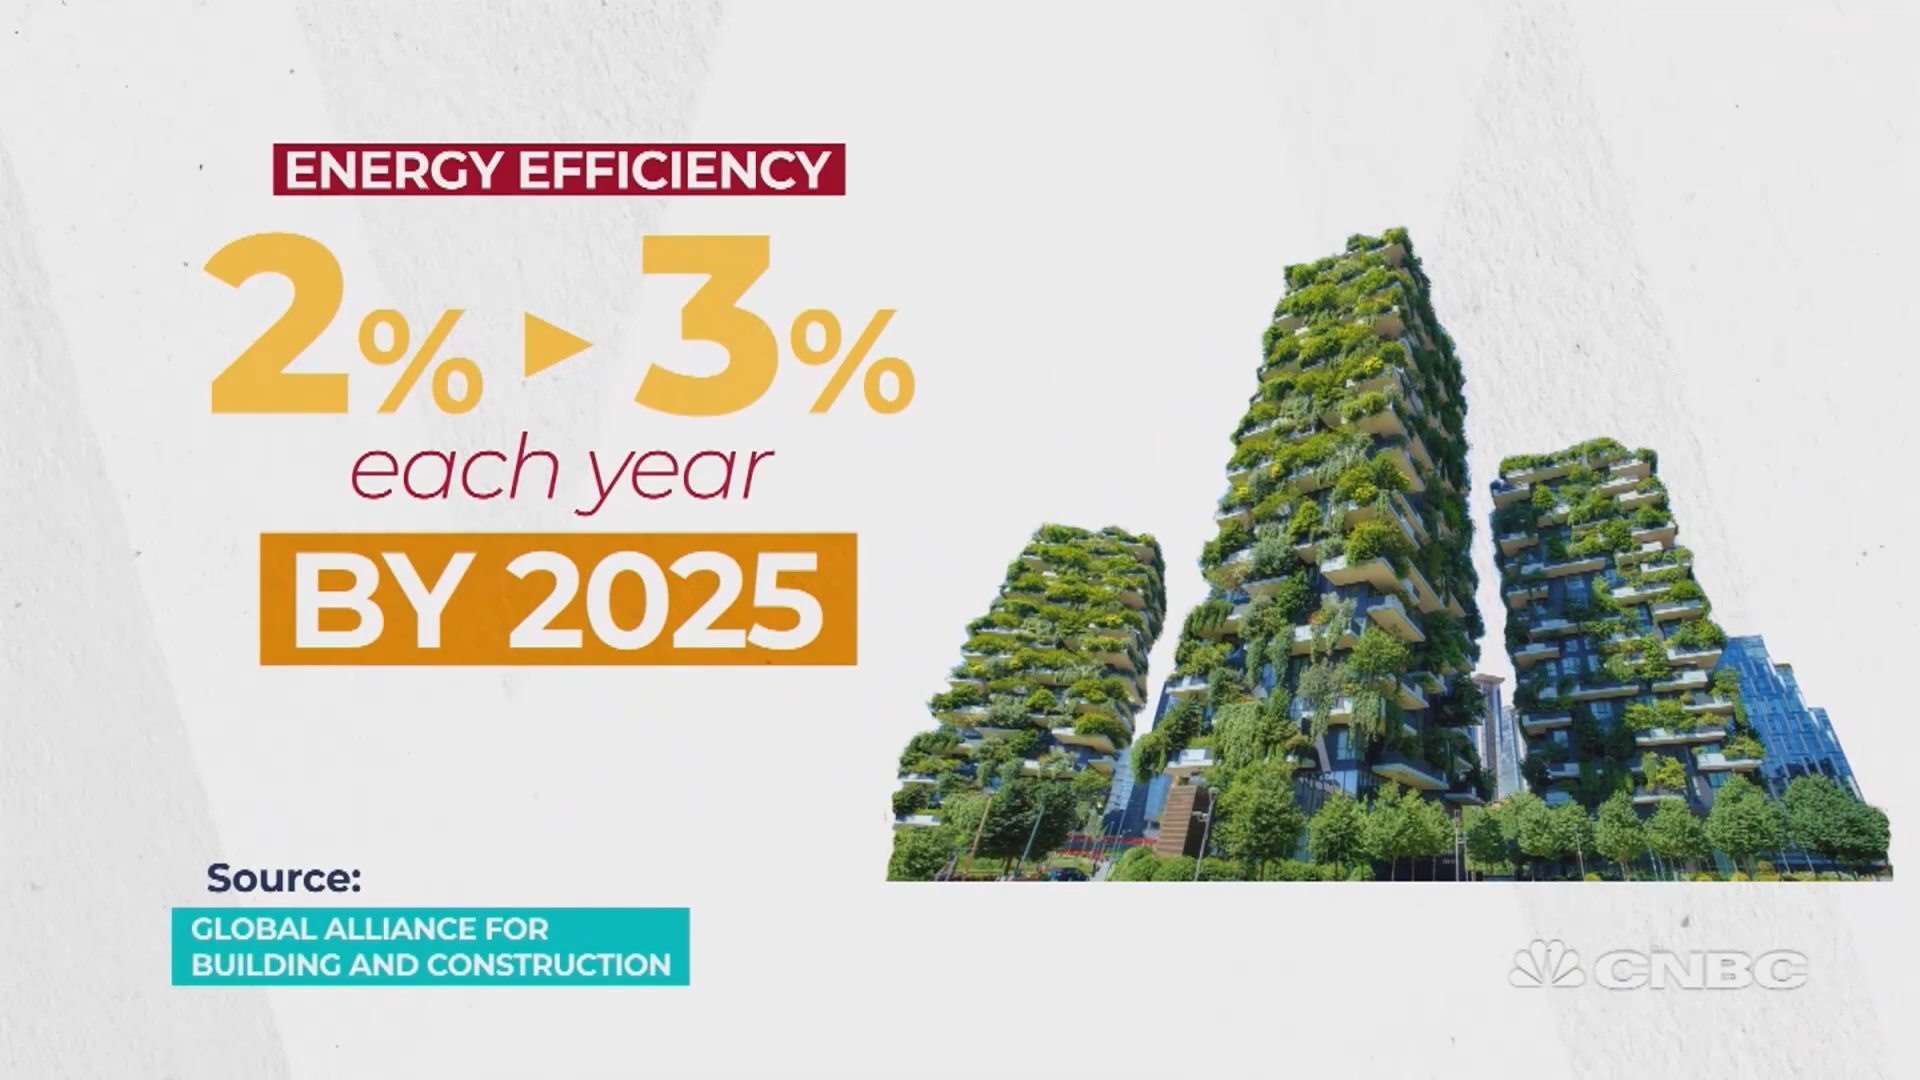 ENERGY EFFICIENCY
2% ▶ 3%
each year
BY 2025
Source:
GLOBAL ALLIANCE FOR
BUILDING AND CONSTRUCTION
CNBC